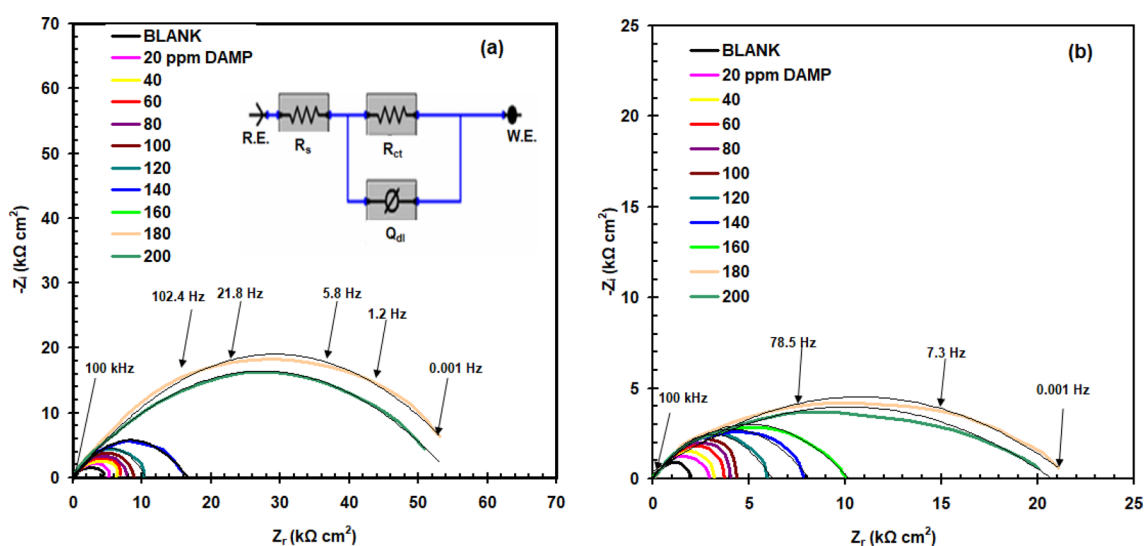 (a)
BLANK
20 ppm DAMP
40
60
80
100
120
140
160
180
200
R.E.
Rs
Rct
W.E.
Qdl
100 kHz
102.4 Hz
21.8 Hz
5.8 Hz
1.2 Hz
0.001 Hz
-Zi (kΩ cm²)
70
60
50
40
30
20
10
0
0 10 20 30 40 50 60 70
Zr (kΩ cm²)
(b)
BLANK
20 ppm DAMP
40
60
80
100
120
140
160
180
200
100 kHz
78.5 Hz
7.3 Hz
0.001 Hz
-Zi (kΩ cm²)
25
20
15
10
5
0
0 5 10 15 20 25
Zr (kΩ cm²)